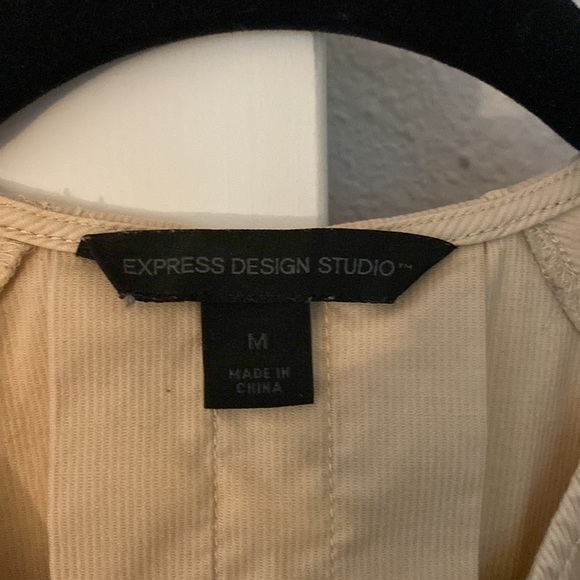 EXPRESS DESIGN STUDIO™
M
MADE IN
CHINA